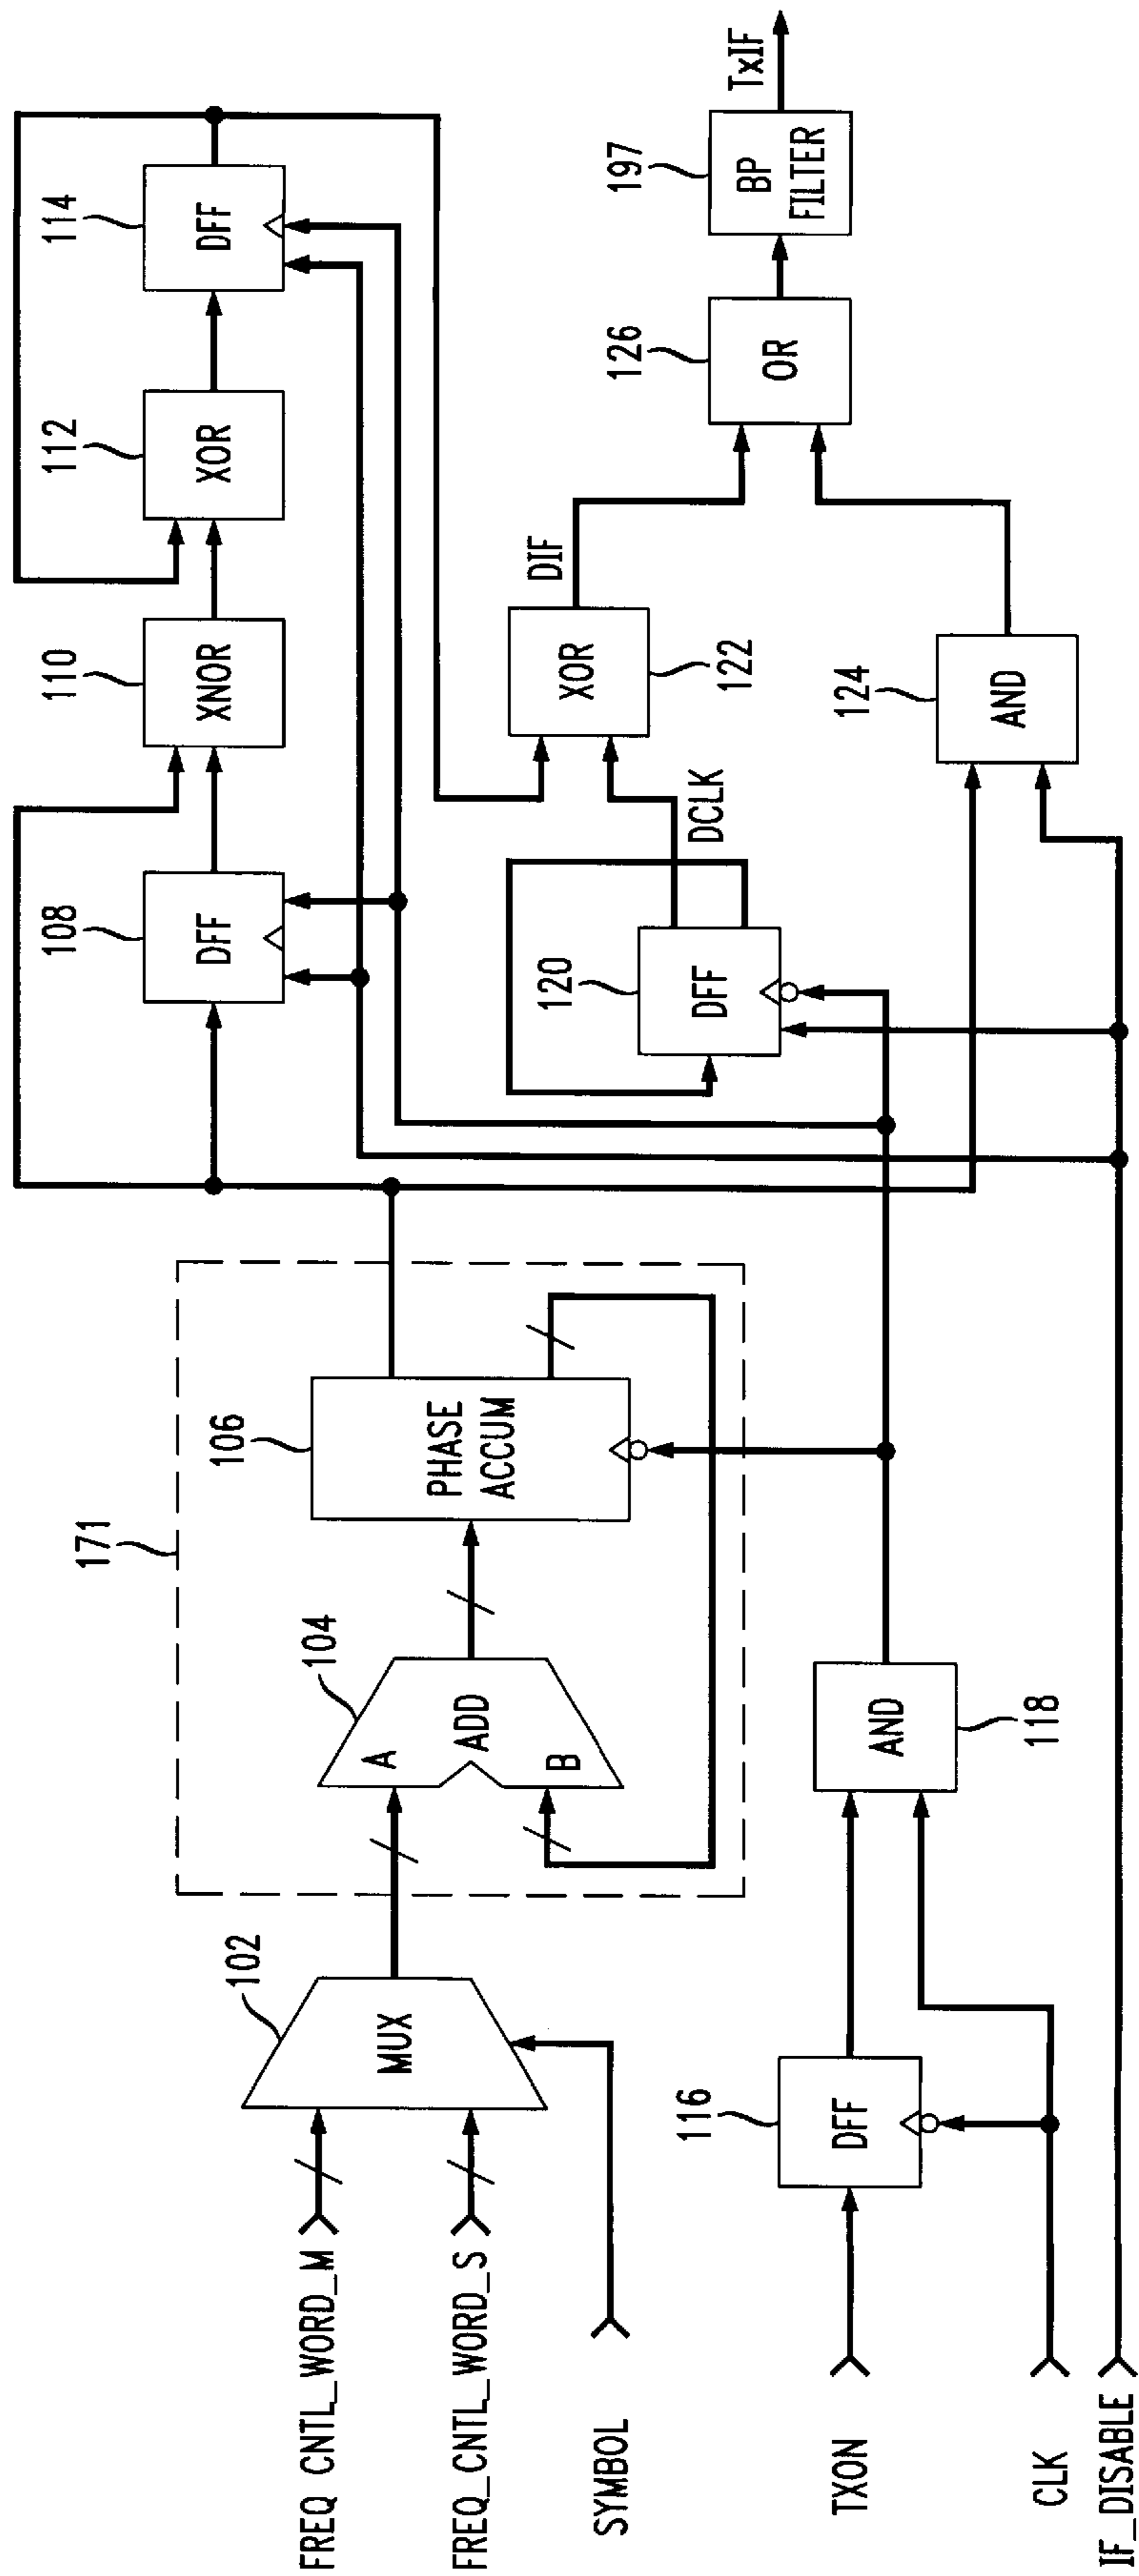 FREQ CNTL_WORD_M
FREQ_CNTL_WORD_S
SYMBOL
TXON
CLK
IF_DISABLE
102
MUX
171
104
A
ADD
B
106
PHASE
ACCUM
116
DFF
AND
118
108
DFF
110
XNOR
112
XOR
114
DFF
120
DFF
DCLK
XOR
122
DIF
124
AND
126
OR
197
BP
FILTER
TxIF